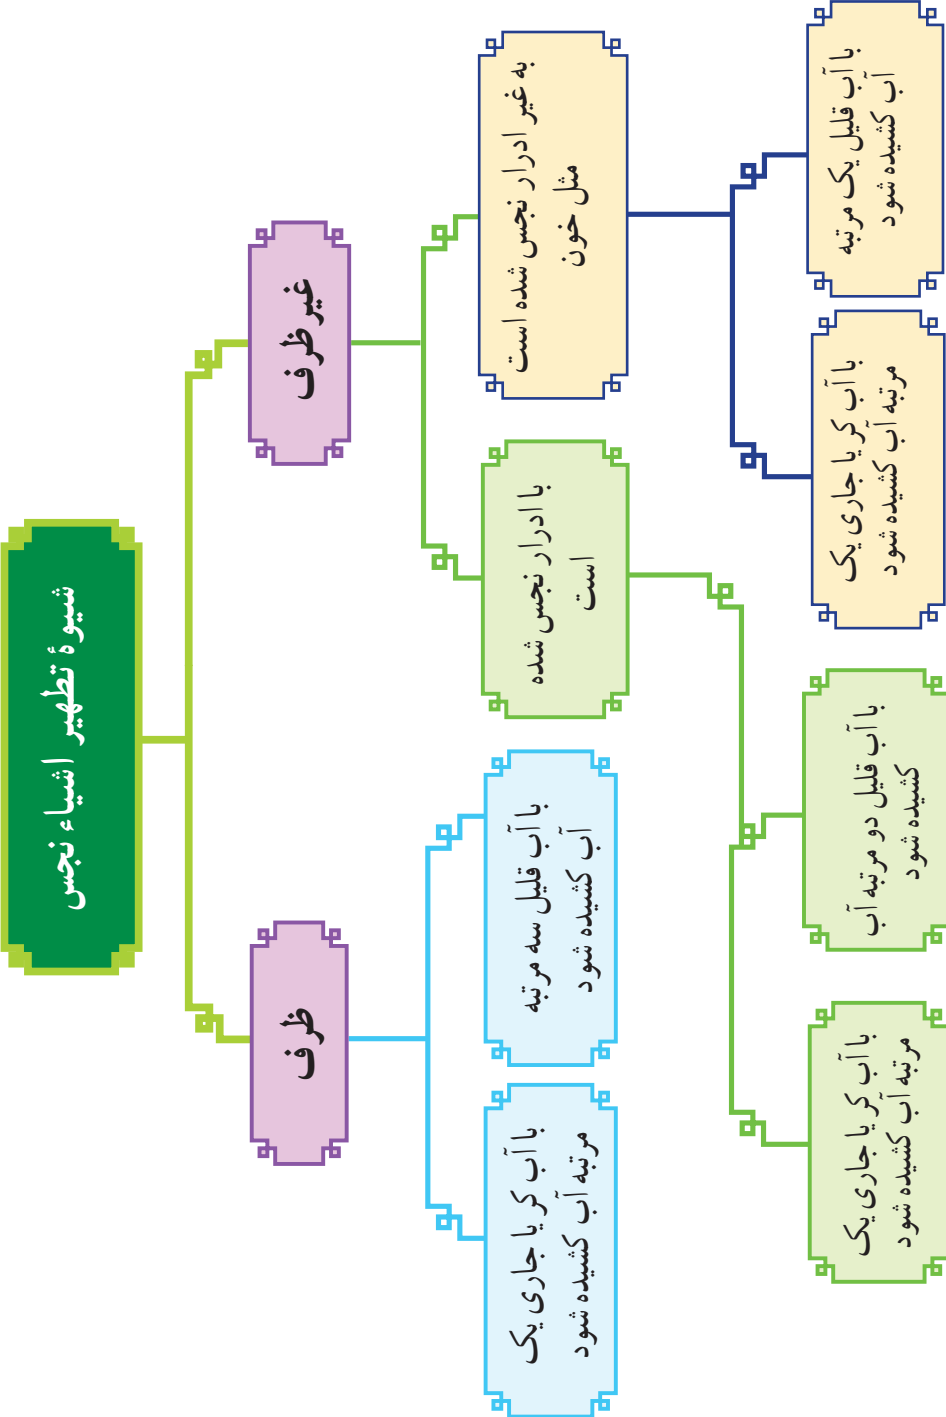 شیوهٔ تطهیر اشیاء نجس
غیر ظرف
ظرف
به غیر ادرار نجس شده است
مثل خون
با ادرار نجس شده
است
با آب قلیل سه مرتبه
آب کشیده شود
با آب کر یا جاری یک
مرتبه آب کشیده شود
با آب قلیل یک مرتبه
آب کشیده شود
با آب کر یا جاری یک
مرتبه آب کشیده شود
با آب قلیل دو مرتبه آب
کشیده شود
با آب کر یا جاری یک
مرتبه آب کشیده شود